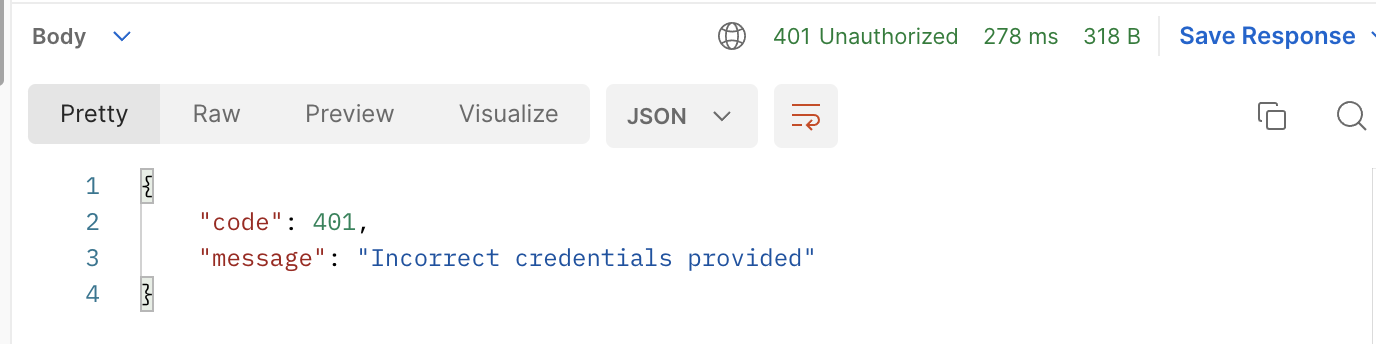 Body 401 Unauthorized 278 ms 318 B Save Response
Pretty Raw Preview Visualize JSON
1 {
2 "code": 401,
3 "message": "Incorrect credentials provided"
4 }